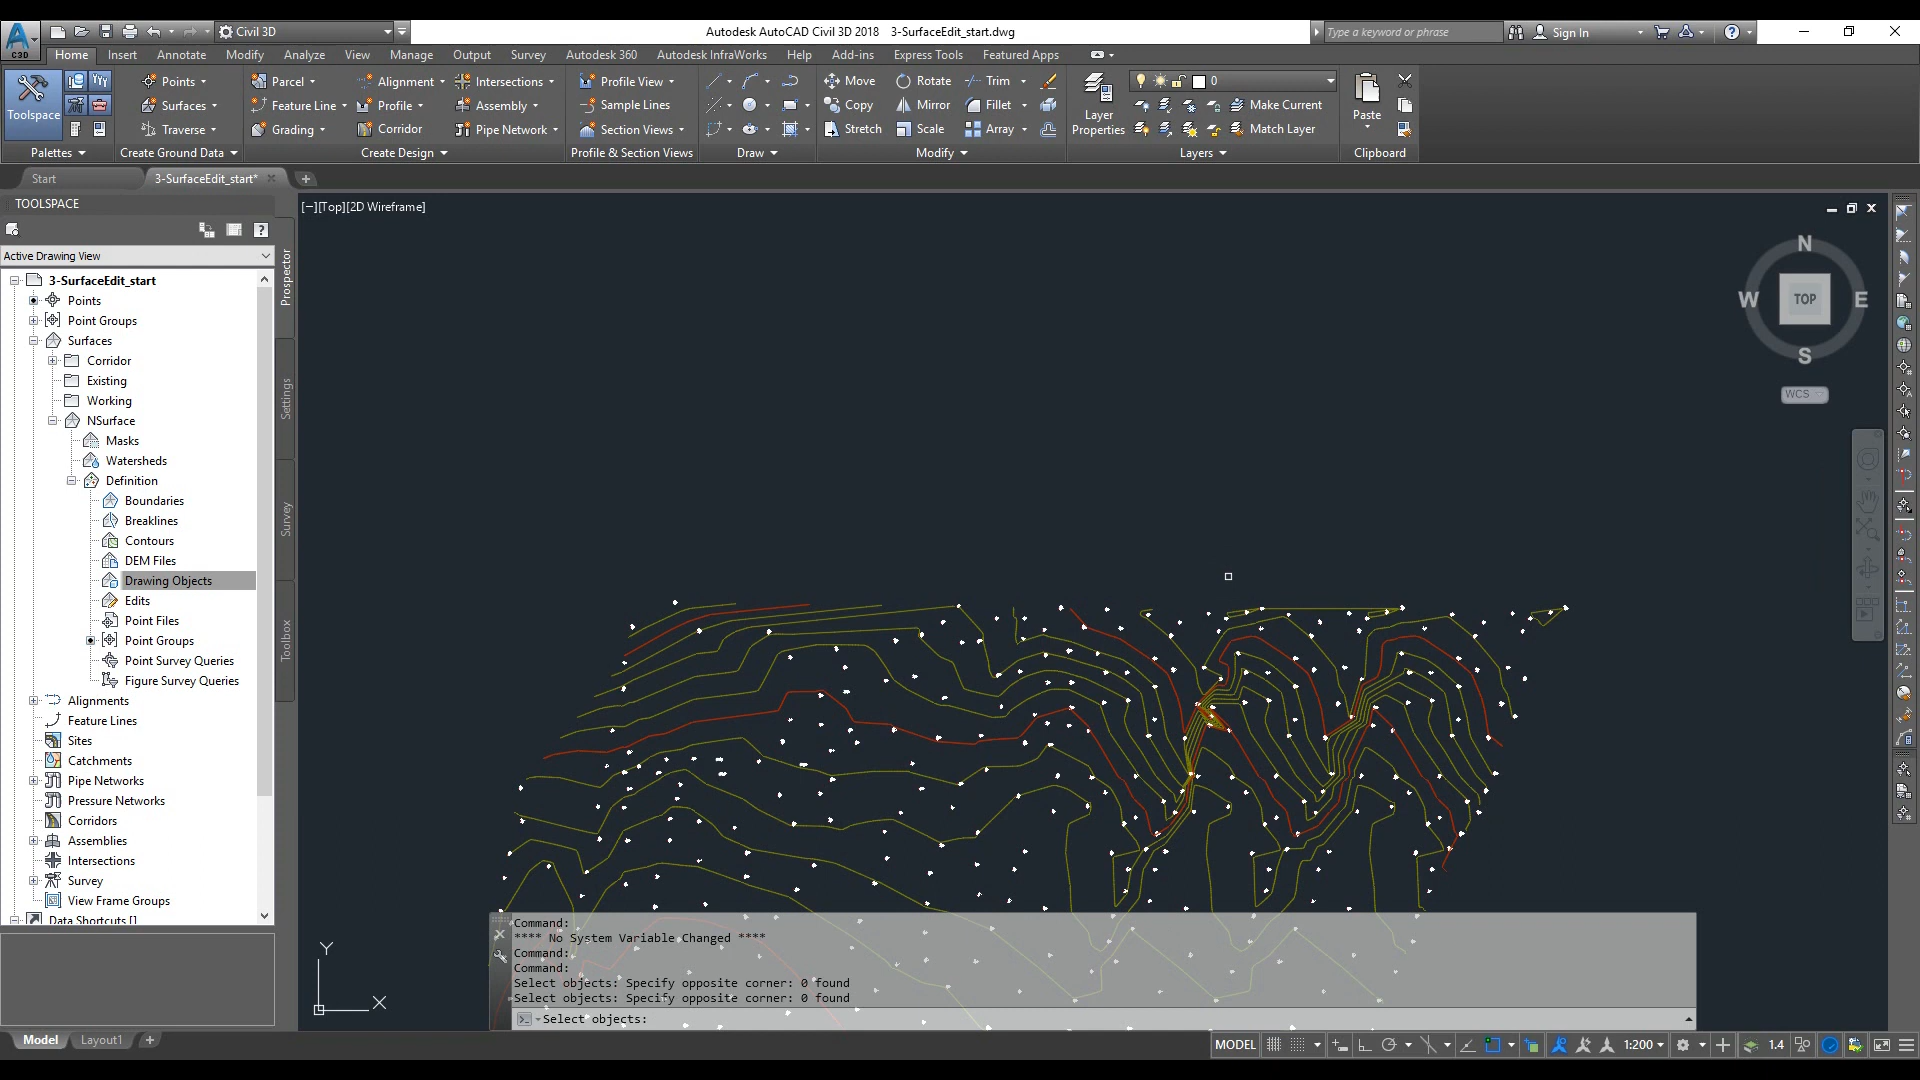 C3D
Civil 3D
Autodesk AutoCAD Civil 3D 2018 3-SurfaceEdit_start.dwg
Type a keyword or phrase
Sign In
Home Insert Annotate Modify Analyze View Manage Output Survey Autodesk 360 Autodesk InfraWorks Help Add-ins Express Tools Featured Apps
Toolspace
Points
Surfaces
Traverse
Parcel
Feature Line
Grading
Alignment
Profile
Corridor
Intersections
Assembly
Pipe Network
Profile View
Sample Lines
Section Views
Move
Copy
Stretch
Rotate
Mirror
Scale
Trim
Fillet
Array
Layer
Properties
0
Make Current
Match Layer
Paste
Palettes
Create Ground Data
Create Design
Profile & Section Views
Draw
Modify
Layers
Clipboard
Start
3-SurfaceEdit_start*
TOOLSPACE
Active Drawing View
3-SurfaceEdit_start
Points
Point Groups
Surfaces
Corridor
Existing
Working
NSurface
Masks
Watersheds
Definition
Boundaries
Breaklines
Contours
DEM Files
Drawing Objects
Edits
Point Files
Point Groups
Point Survey Queries
Figure Survey Queries
Alignments
Feature Lines
Sites
Catchments
Pipe Networks
Pressure Networks
Corridors
Assemblies
Intersections
Survey
View Frame Groups
Data Shortcuts []
Prospector
Settings
Survey
Toolbox
[−][Top][2D Wireframe]
N
W
TOP
E
S
WCS
Y
X
Command:
**** No System Variable Changed ****
Command:
Command:
Select objects: Specify opposite corner: 0 found
Select objects: Specify opposite corner: 0 found
Select objects:
Model
Layout1
MODEL
1:200
1.4